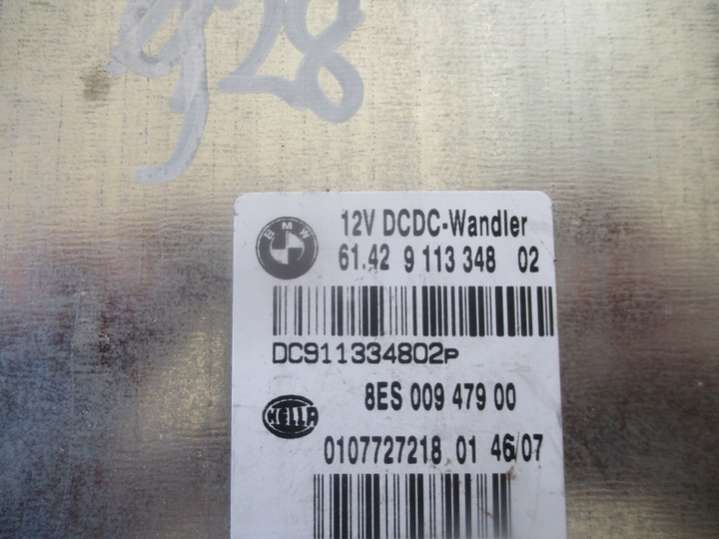 928
BMW
12V DCDC-Wandler
61.42 9 113 348 02
DC911334802P
8ES 009 479 00
HELLA
0107727218 01 46/07